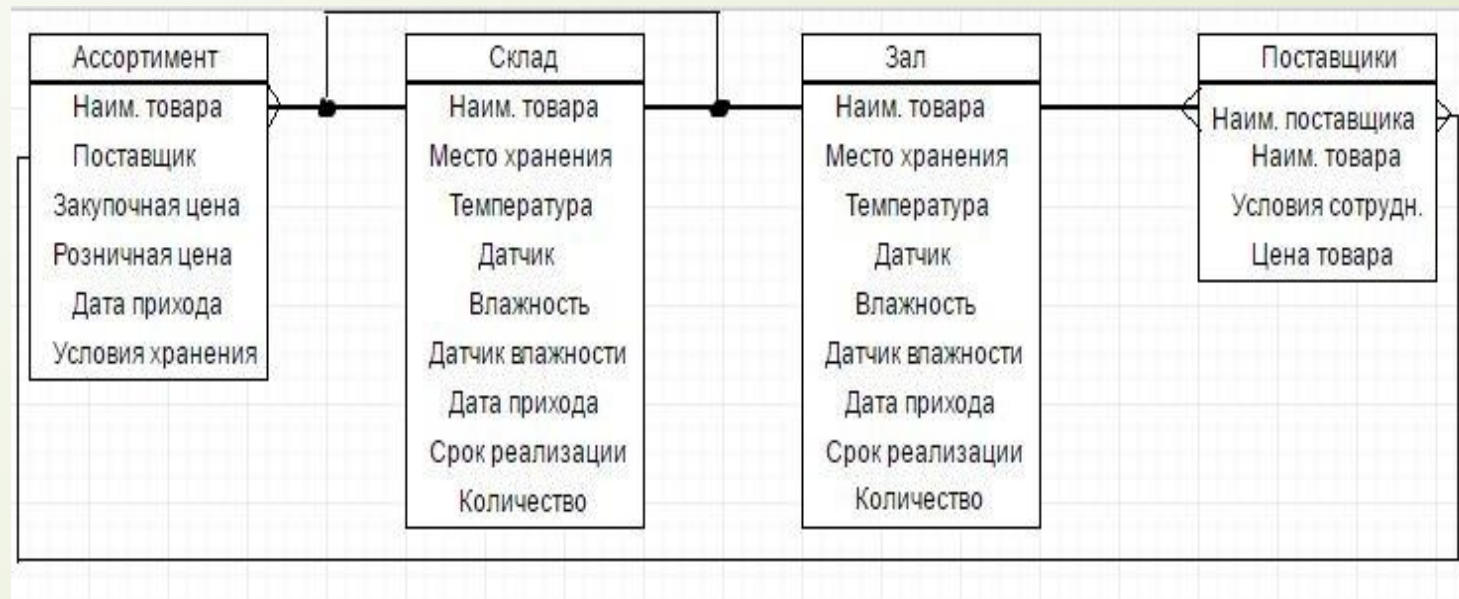 Ассортимент
Наим. товара
Поставщик
Закупочная цена
Розничная цена
Дата прихода
Условия хранения
Склад
Наим. товара
Место хранения
Температура
Датчик
Влажность
Датчик влажности
Дата прихода
Срок реализации
Количество
Зал
Наим. товара
Место хранения
Температура
Датчик
Влажность
Датчик влажности
Дата прихода
Срок реализации
Количество
Поставщики
Наим. поставщика
Наим. товара
Условия сотрудн.
Цена товара